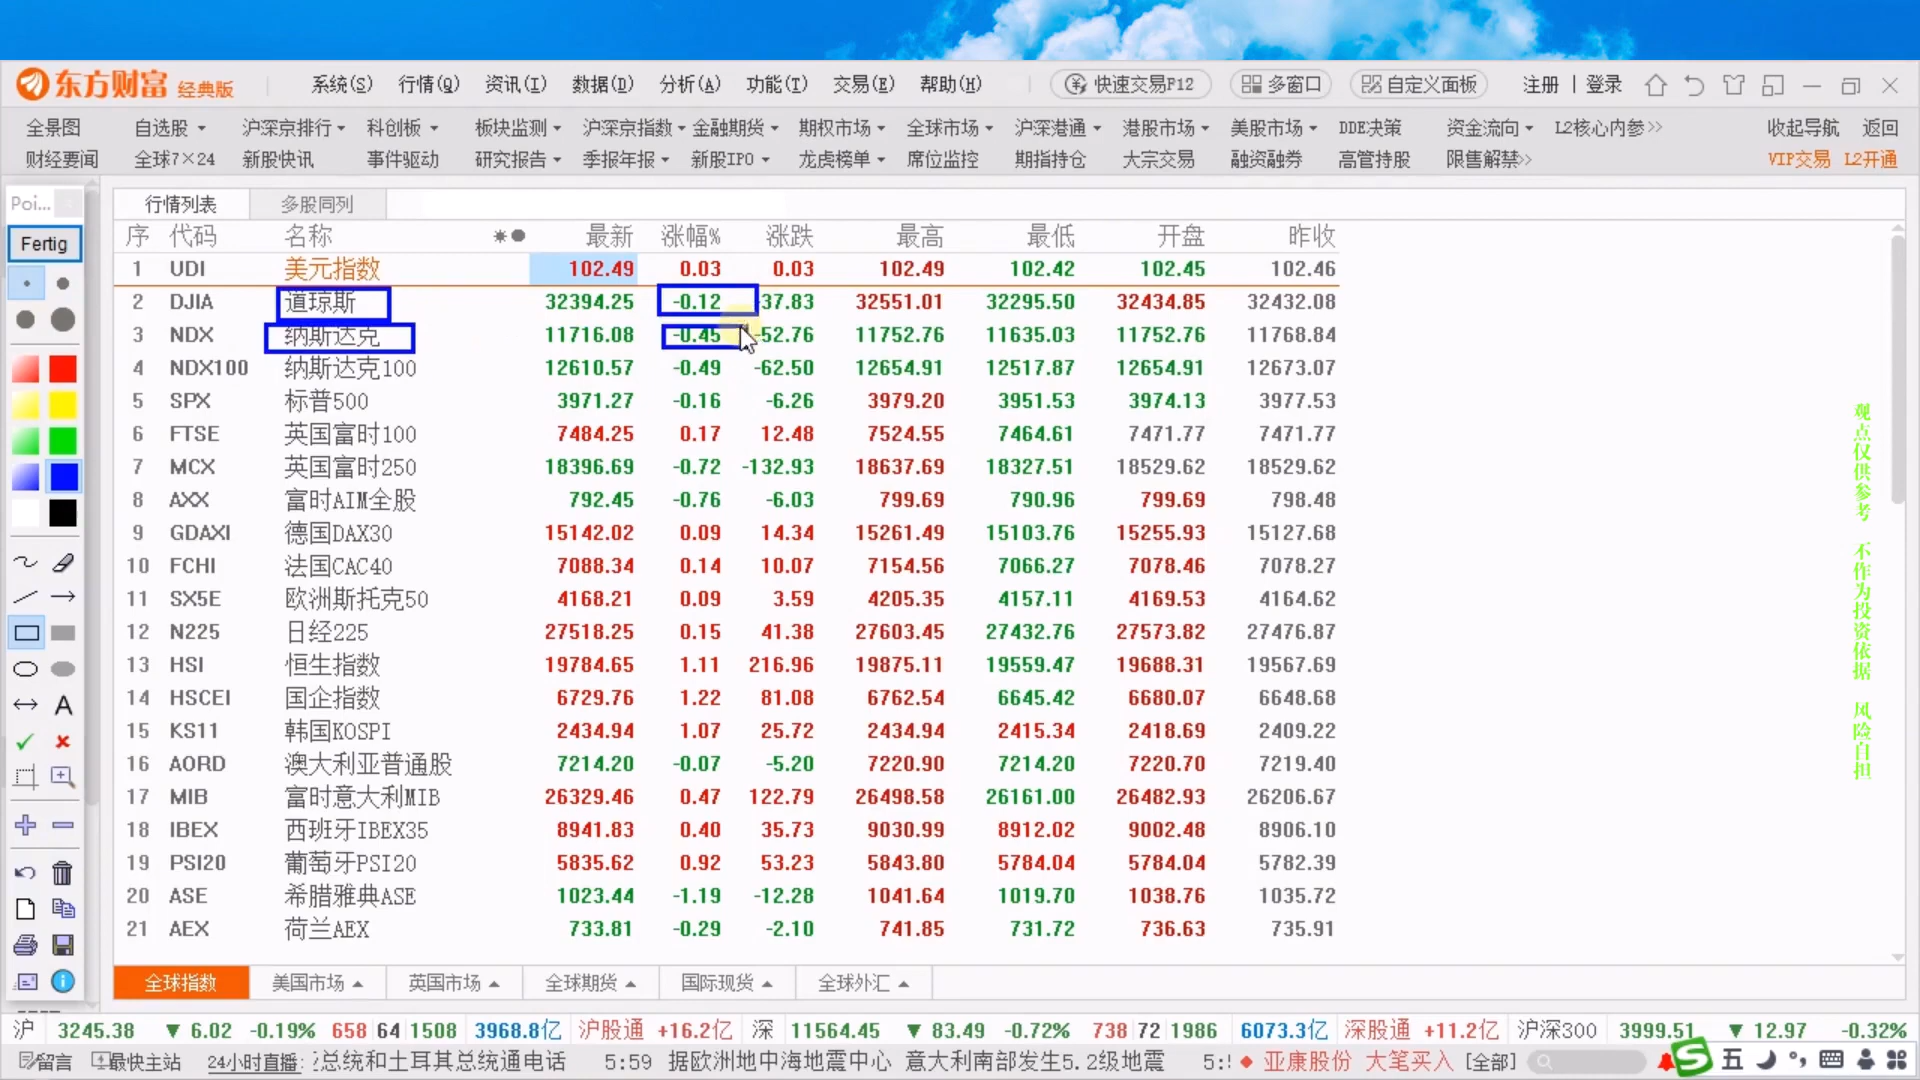 东方财富 经典版 系统(S) 行情(Q) 资讯(I) 数据(D) 分析(A) 功能(T) 交易(E) 帮助(H) 快速交易F12 多窗口 自定义面板 注册 登录
全景图 自选股 沪深京排行 科创板 板块监测 沪深京指数 金融期货 期权市场 全球市场 沪深港通 港股市场 美股市场 DDE决策 资金流向 L2核心内参>> 收起导航 返回
财经要闻 全球7×24 新股快讯 事件驱动 研究报告 季报年报 新股IPO 龙虎榜单 席位监控 期指持仓 大宗交易 融资融券 高管持股 限售解禁>> VIP交易 L2开通
Poi...
Fertig
行情列表 多股同列
序 代码 名称 最新 涨幅% 涨跌 最高 最低 开盘 昨收
1 UDI 美元指数 102.49 0.03 0.03 102.49 102.42 102.45 102.46
2 DJIA 道琼斯 32394.25 -0.12 -37.83 32551.01 32295.50 32434.85 32432.08
3 NDX 纳斯达克 11716.08 -0.45 -52.76 11752.76 11635.03 11752.76 11768.84
4 NDX100 纳斯达克100 12610.57 -0.49 -62.50 12654.91 12517.87 12654.91 12673.07
5 SPX 标普500 3971.27 -0.16 -6.26 3979.20 3951.53 3974.13 3977.53
6 FTSE 英国富时100 7484.25 0.17 12.48 7524.55 7464.61 7471.77 7471.77
7 MCX 英国富时250 18396.69 -0.72 -132.93 18637.69 18327.51 18529.62 18529.62
8 AXX 富时AIM全股 792.45 -0.76 -6.03 799.69 790.96 799.69 798.48
9 GDAXI 德国DAX30 15142.02 0.09 14.34 15261.49 15103.76 15255.93 15127.68
10 FCHI 法国CAC40 7088.34 0.14 10.07 7154.56 7066.27 7078.46 7078.27
11 SX5E 欧洲斯托克50 4168.21 0.09 3.59 4205.35 4157.11 4169.53 4164.62
12 N225 日经225 27518.25 0.15 41.38 27603.45 27432.76 27573.82 27476.87
13 HSI 恒生指数 19784.65 1.11 216.96 19875.11 19559.47 19688.31 19567.69
14 HSCEI 国企指数 6729.76 1.22 81.08 6762.54 6645.42 6680.07 6648.68
15 KS11 韩国KOSPI 2434.94 1.07 25.72 2434.94 2415.34 2418.69 2409.22
16 AORD 澳大利亚普通股 7214.20 -0.07 -5.20 7220.90 7214.20 7220.70 7219.40
17 MIB 富时意大利MIB 26329.46 0.47 122.79 26498.58 26161.00 26482.93 26206.67
18 IBEX 西班牙IBEX35 8941.83 0.40 35.73 9030.99 8912.02 9002.48 8906.10
19 PSI20 葡萄牙PSI20 5835.62 0.92 53.23 5843.80 5784.04 5784.04 5782.39
20 ASE 希腊雅典ASE 1023.44 -1.19 -12.28 1041.64 1019.70 1038.76 1035.72
21 AEX 荷兰AEX 733.81 -0.29 -2.10 741.85 731.72 736.63 735.91
观点仅供参考 不作为投资依据 风险自担
全球指数 美国市场 英国市场 全球期货 国际现货 全球外汇
沪 3245.38 ▼ 6.02 -0.19% 658 64 1508 3968.8亿 沪股通 +16.2亿 深 11564.45 ▼ 83.49 -0.72% 738 72 1986 6073.3亿 深股通 +11.2亿 沪深300 3999.51 ▼ 12.97 -0.32%
留言 最快主站 24小时直播: 总统和土耳其总统通电话 5:59 据欧洲地中海地震中心 意大利南部发生5.2级地震 亚康股份 大笔买入 [全部] 五